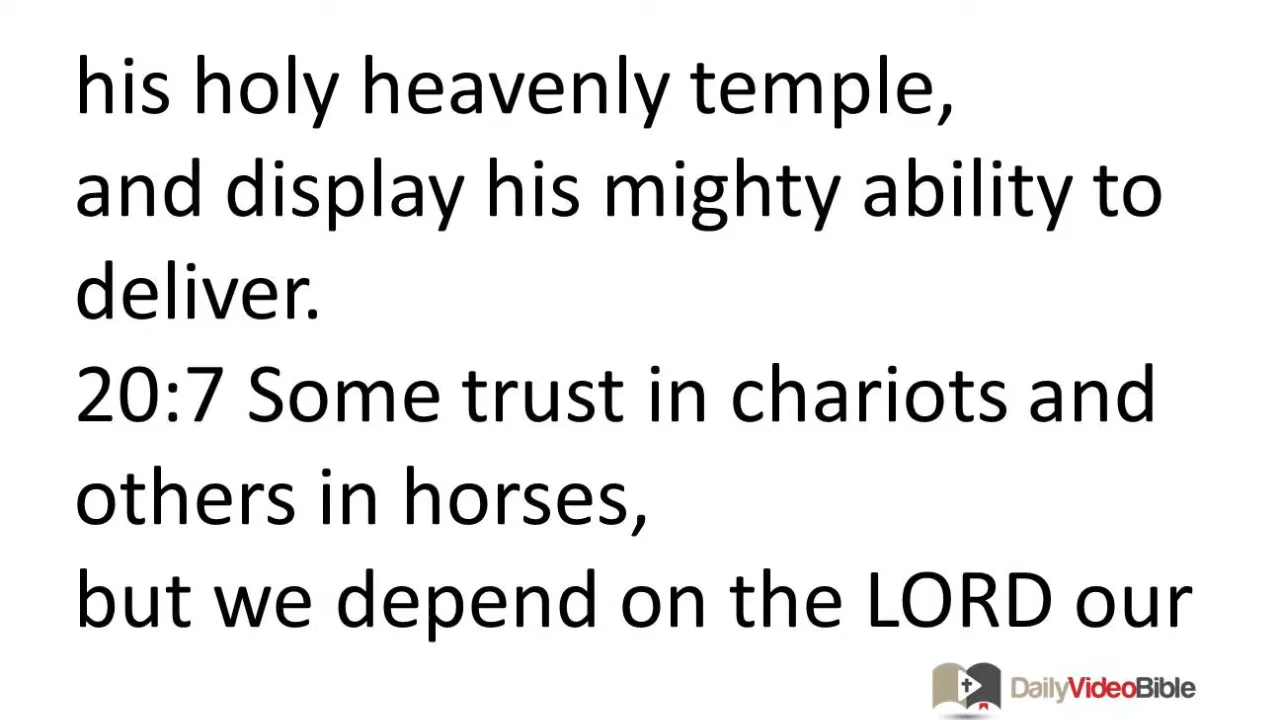 his holy heavenly temple,
and display his mighty ability to
deliver.
20:7 Some trust in chariots and
others in horses,
but we depend on the LORD our
DailyVideoBible